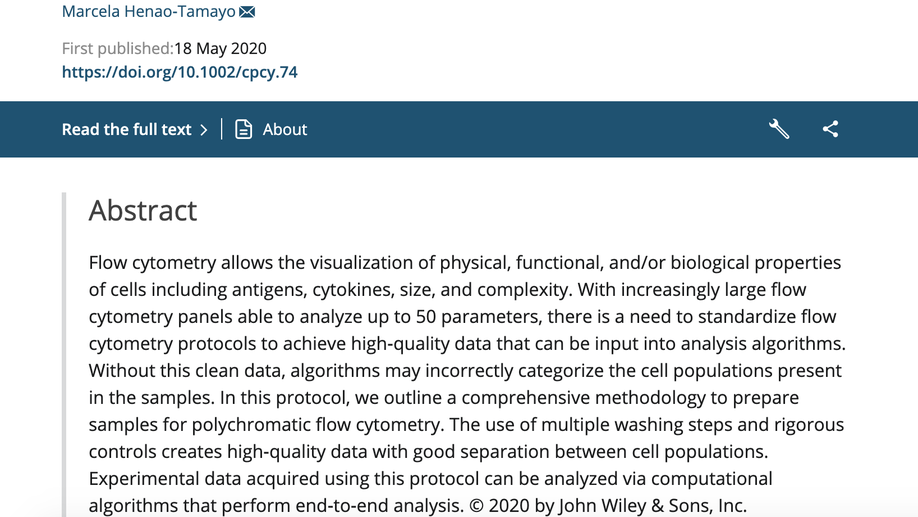 Marcela Henao-Tamayo
First published:18 May 2020
https://doi.org/10.1002/cpcy.74
Read the full text
About
Abstract
Flow cytometry allows the visualization of physical, functional, and/or biological properties
of cells including antigens, cytokines, size, and complexity. With increasingly large flow
cytometry panels able to analyze up to 50 parameters, there is a need to standardize flow
cytometry protocols to achieve high-quality data that can be input into analysis algorithms.
Without this clean data, algorithms may incorrectly categorize the cell populations present
in the samples. In this protocol, we outline a comprehensive methodology to prepare
samples for polychromatic flow cytometry. The use of multiple washing steps and rigorous
controls creates high-quality data with good separation between cell populations.
Experimental data acquired using this protocol can be analyzed via computational
algorithms that perform end-to-end analysis. © 2020 by John Wiley & Sons, Inc.